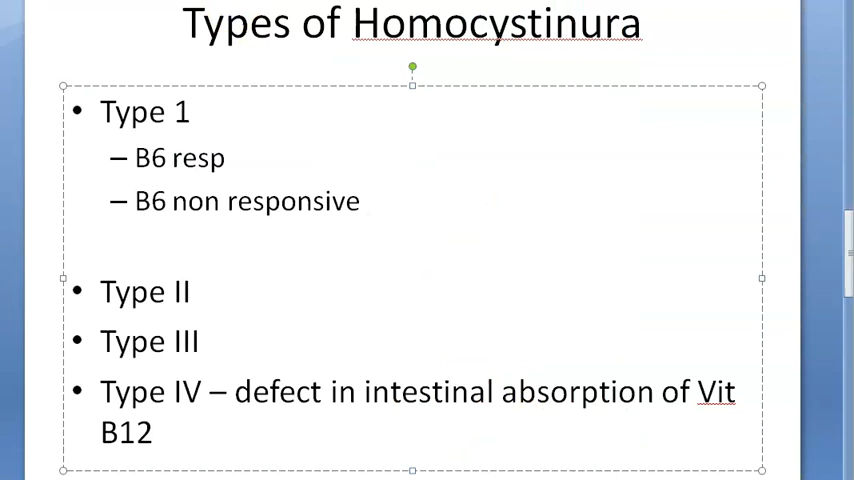 Types of Homocystinura
• Type 1
– B6 resp
– B6 non responsive
• Type II
• Type III
• Type IV – defect in intestinal absorption of Vit
B12